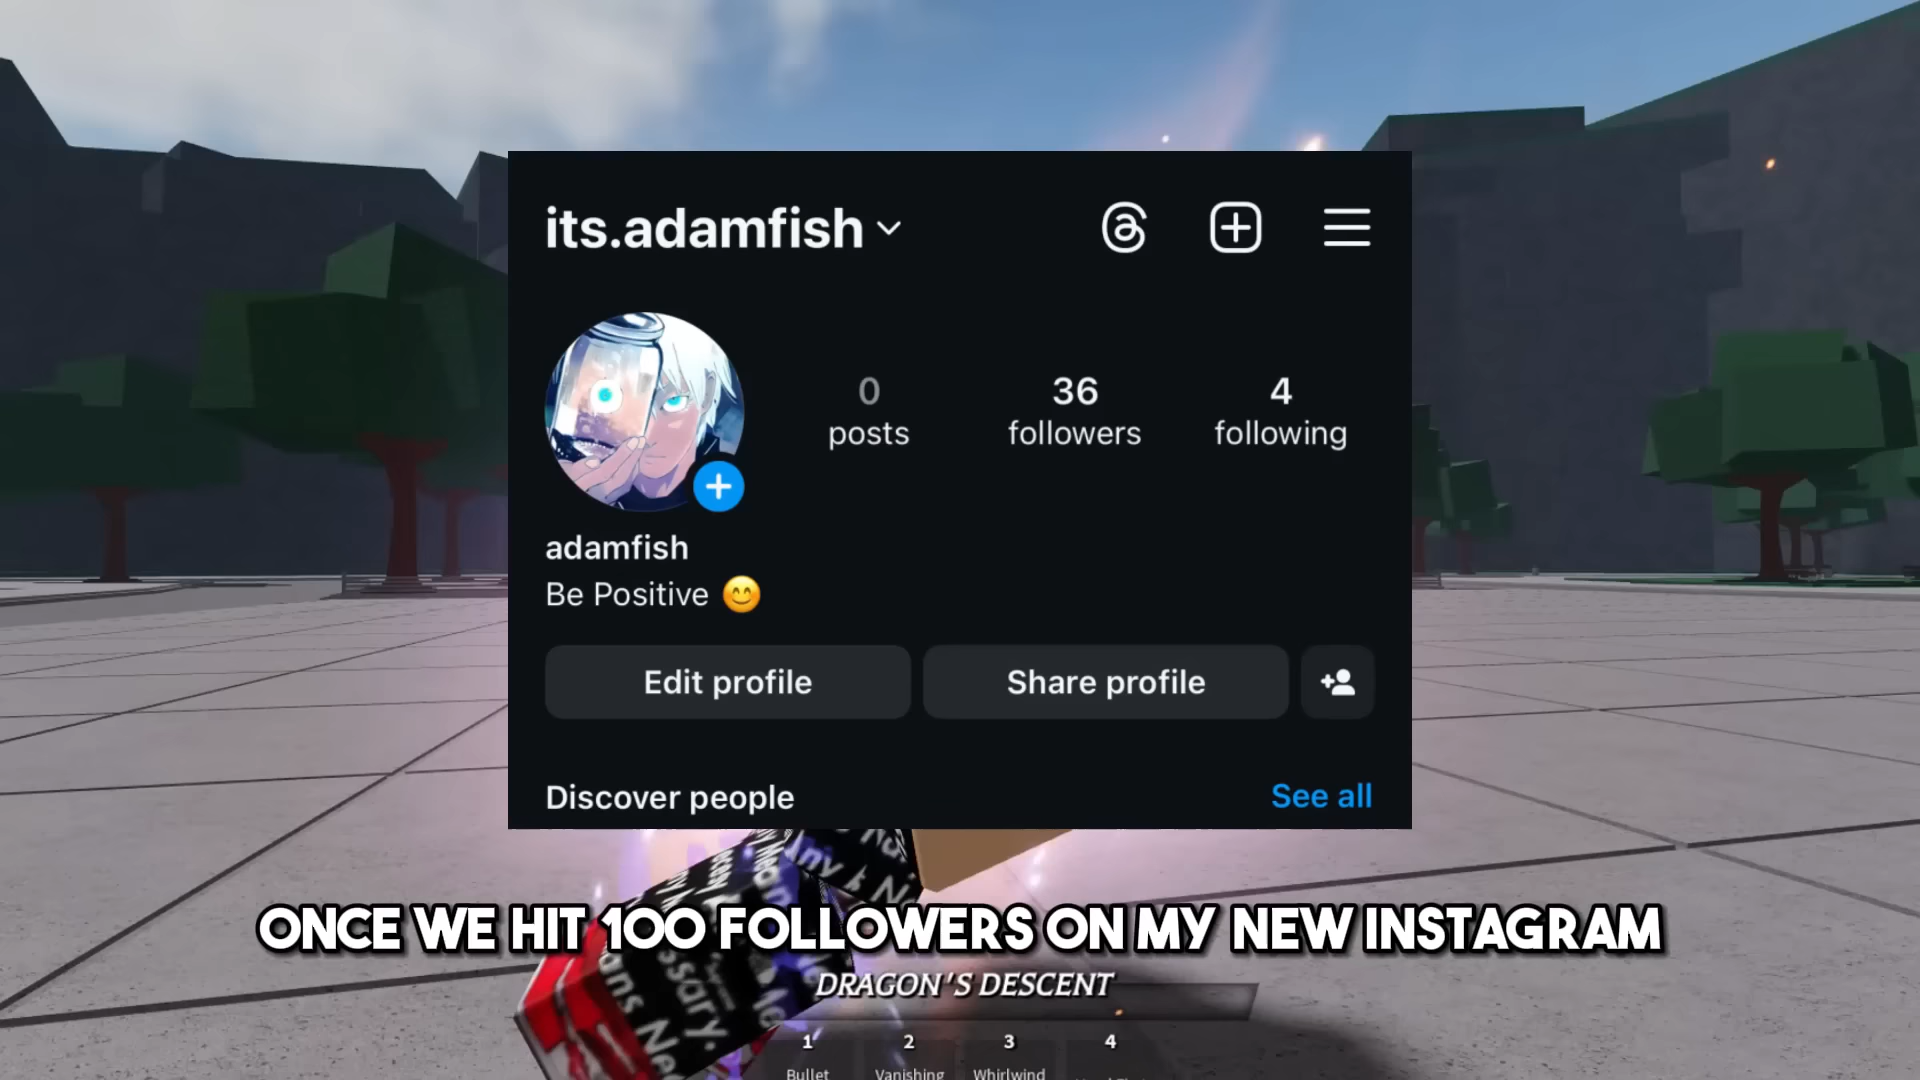 its.adamfish
0
posts
36
followers
4
following
adamfish
Be Positive 😊
Edit profile
Share profile
Discover people
See all
ONCE WE HIT 100 FOLLOWERS ON MY NEW INSTAGRAM
DRAGON'S DESCENT
1 2 3 4
Bullet Vanishing Whirlwind